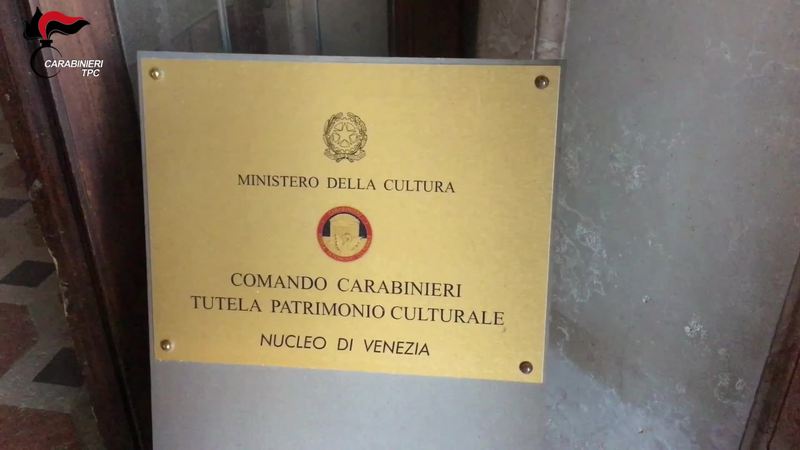 CARABINIERI
TPC
MINISTERO DELLA CULTURA
COMANDO CARABINIERI
TUTELA PATRIMONIO CULTURALE
NUCLEO DI VENEZIA